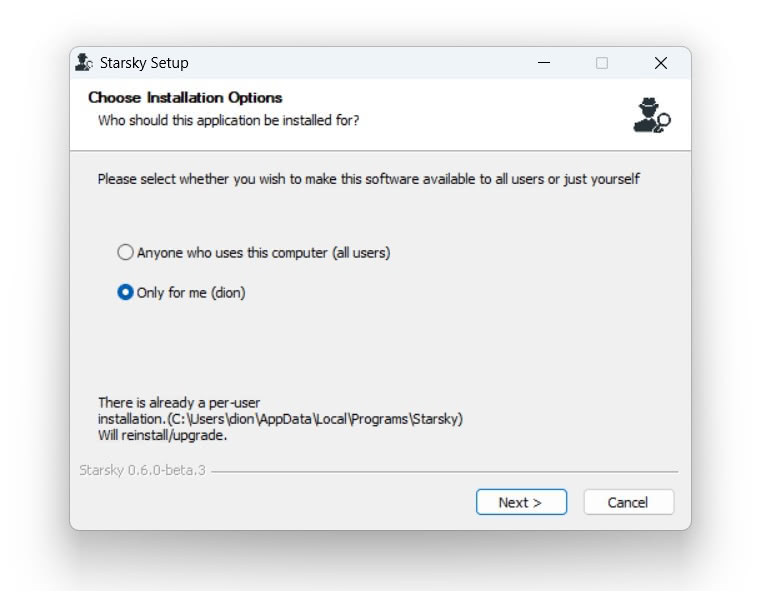 Starsky Setup
Choose Installation Options
Who should this application be installed for?
Please select whether you wish to make this software available to all users or just yourself
Anyone who uses this computer (all users)
Only for me (dion)
There is already a per-user
installation.(C:\Users\dion\AppData\Local\Programs\Starsky)
Will reinstall/upgrade.
Starsky 0.6.0-beta.3
Next >
Cancel